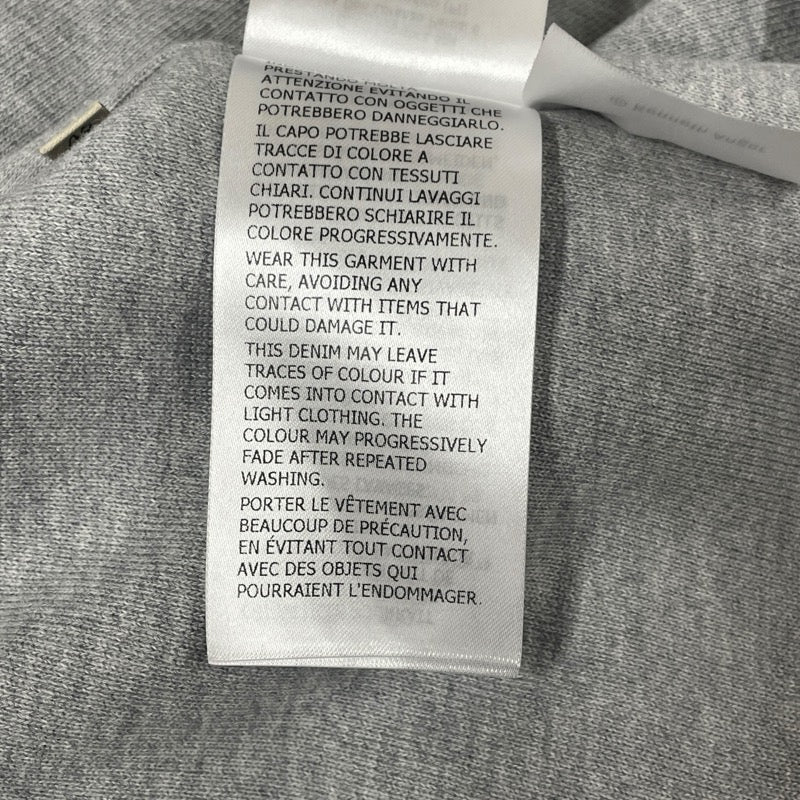 PRESTANDO MOLTA
ATTENZIONE EVITANDO IL
CONTATTO CON OGGETTI CHE
POTREBBERO DANNEGGIARLO.
IL CAPO POTREBBE LASCIARE
TRACCE DI COLORE A
CONTATTO CON TESSUTI
CHIARI. CONTINUI LAVAGGI
POTREBBERO SCHIARIRE IL
COLORE PROGRESSIVAMENTE.
WEAR THIS GARMENT WITH
CARE, AVOIDING ANY
CONTACT WITH ITEMS THAT
COULD DAMAGE IT.
THIS DENIM MAY LEAVE
TRACES OF COLOUR IF IT
COMES INTO CONTACT WITH
LIGHT CLOTHING. THE
COLOUR MAY PROGRESSIVELY
FADE AFTER REPEATED
WASHING.
PORTER LE VÊTEMENT AVEC
BEAUCOUP DE PRÉCAUTION,
EN ÉVITANT TOUT CONTACT
AVEC DES OBJETS QUI
POURRAIENT L'ENDOMMAGER.
© Kenneth Anger